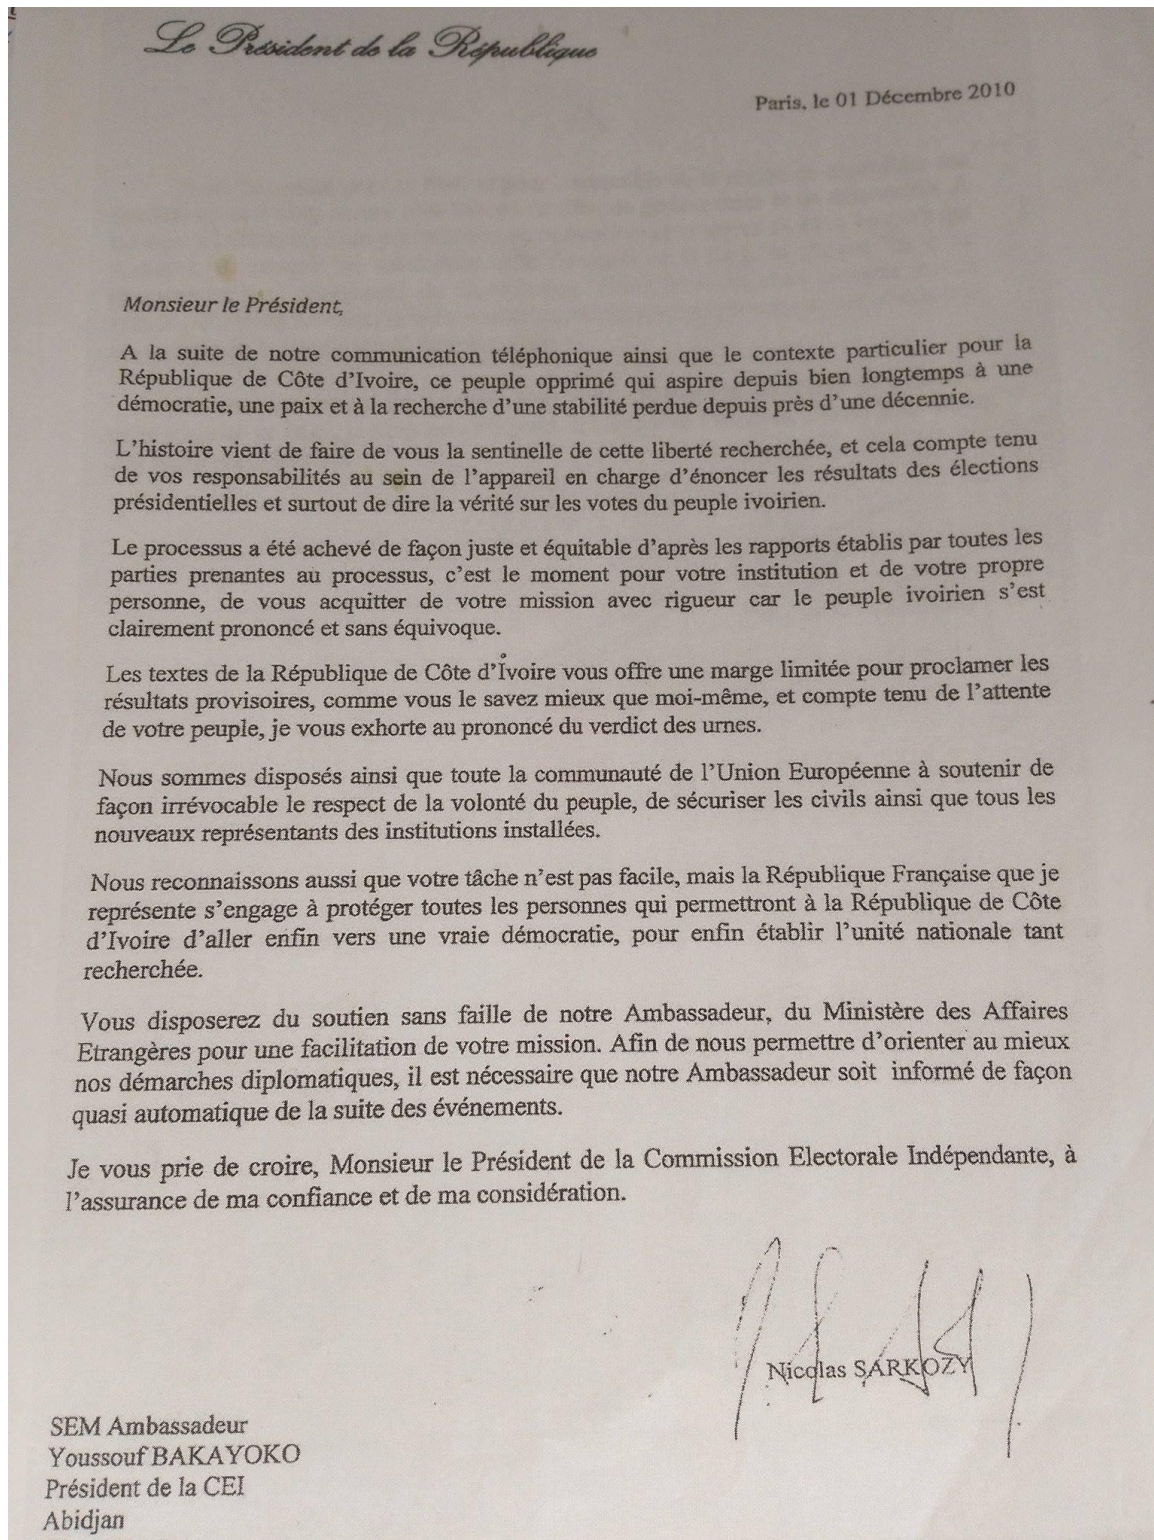 Le Président de la République
Paris, le 01 Décembre 2010
Monsieur le Président,
A la suite de notre communication téléphonique ainsi que le contexte particulier pour la
République de Côte d'Ivoire, ce peuple opprimé qui aspire depuis bien longtemps à une
démocratie, une paix et à la recherche d'une stabilité perdue depuis près d'une décennie.
L'histoire vient de faire de vous la sentinelle de cette liberté recherchée, et cela compte tenu
de vos responsabilités au sein de l'appareil en charge d'énoncer les résultats des élections
présidentielles et surtout de dire la vérité sur les votes du peuple ivoirien.
Le processus a été achevé de façon juste et équitable d'après les rapports établis par toutes les
parties prenantes au processus, c'est le moment pour votre institution et de votre propre
personne, de vous acquitter de votre mission avec rigueur car le peuple ivoirien s'est
clairement prononcé et sans équivoque.
Les textes de la République de Côte d'Ivoire vous offre une marge limitée pour proclamer les
résultats provisoires, comme vous le savez mieux que moi-même, et compte tenu de l'attente
de votre peuple, je vous exhorte au prononcé du verdict des urnes.
Nous sommes disposés ainsi que toute la communauté de l'Union Européenne à soutenir de
façon irrévocable le respect de la volonté du peuple, de sécuriser les civils ainsi que tous les
nouveaux représentants des institutions installées.
Nous reconnaissons aussi que votre tâche n'est pas facile, mais la République Française que je
représente s'engage à protéger toutes les personnes qui permettront à la République de Côte
d'Ivoire d'aller enfin vers une vraie démocratie, pour enfin établir l'unité nationale tant
recherchée.
Vous disposerez du soutien sans faille de notre Ambassadeur, du Ministère des Affaires
Etrangères pour une facilitation de votre mission. Afin de nous permettre d'orienter au mieux
nos démarches diplomatiques, il est nécessaire que notre Ambassadeur soit informé de façon
quasi automatique de la suite des événements.
Je vous prie de croire, Monsieur le Président de la Commission Electorale Indépendante, à
l'assurance de ma confiance et de ma considération.
Nicolas SARKOZY
SEM Ambassadeur
Youssouf BAKAYOKO
Président de la CEI
Abidjan